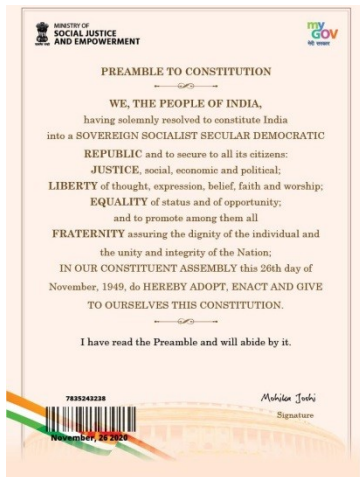 MINISTRY OF
SOCIAL JUSTICE
AND EMPOWERMENT
my
GOV
मेरी सरकार
PREAMBLE TO CONSTITUTION
WE, THE PEOPLE OF INDIA,
having solemnly resolved to constitute India
into a SOVEREIGN SOCIALIST SECULAR DEMOCRATIC
REPUBLIC and to secure to all its citizens:
JUSTICE, social, economic and political;
LIBERTY of thought, expression, belief, faith and worship;
EQUALITY of status and of opportunity;
and to promote among them all
FRATERNITY assuring the dignity of the individual and
the unity and integrity of the Nation;
IN OUR CONSTITUENT ASSEMBLY this 26th day of
November, 1949, do HEREBY ADOPT, ENACT AND GIVE
TO OURSELVES THIS CONSTITUTION.
I have read the Preamble and will abide by it.
7835243238
November, 26 2020
Mohika Joshi
Signature